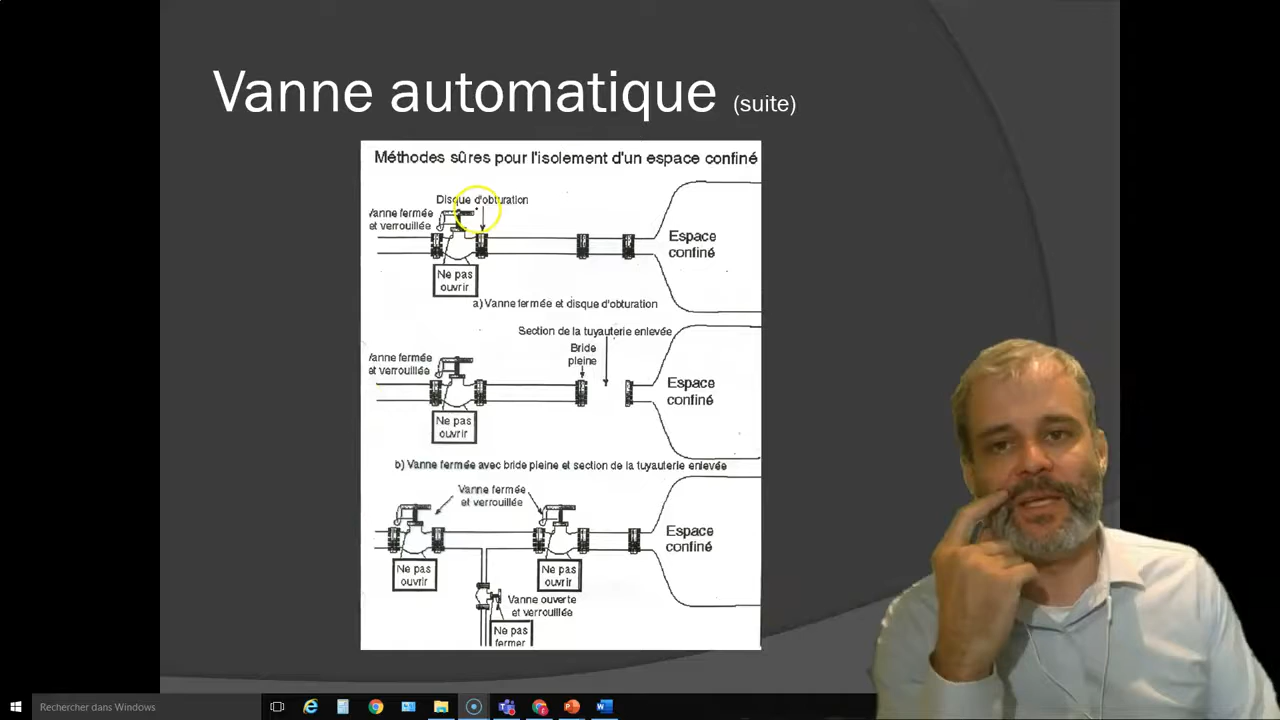 Vanne automatique (suite)
Méthodes sûres pour l'isolement d'un espace confiné
Disque d'obturation
Vanne fermée
et verrouillée
Espace
confiné
Ne pas
ouvrir
a) Vanne fermée et disque d'obturation
Section de la tuyauterie enlevée
Bride
pleine
Vanne fermée
et verrouillée
Espace
confiné
Ne pas
ouvrir
b) Vanne fermée avec bride pleine et section de la tuyauterie enlevée
Vanne fermée
et verrouillée
Espace
confiné
Ne pas
ouvrir
Ne pas
ouvrir
Vanne ouverte
et verrouillée
Ne pas
fermer
Rechercher dans Windows